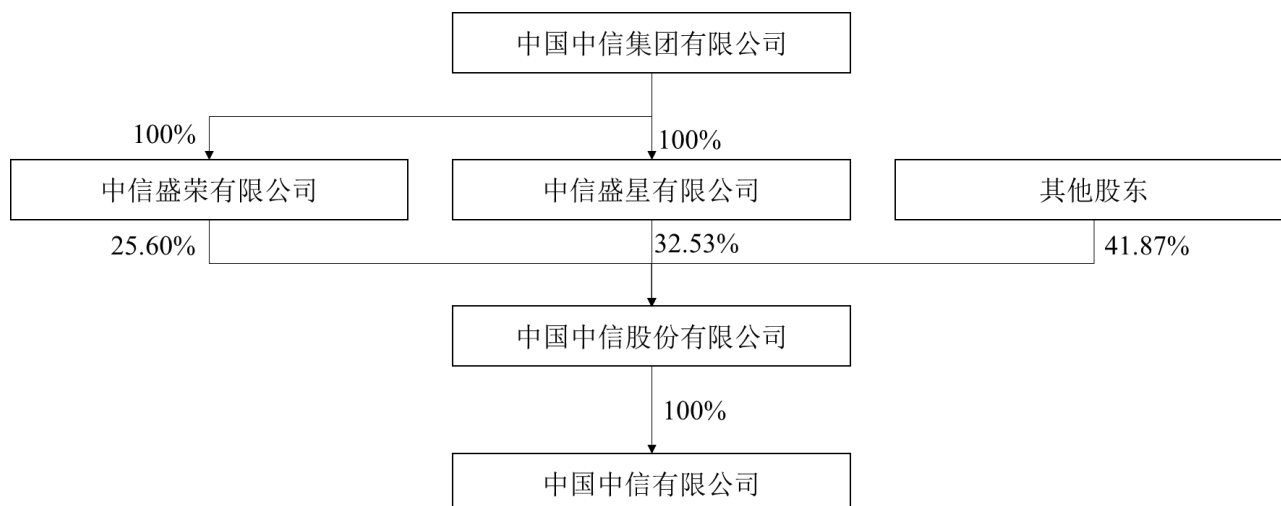 中国中信集团有限公司
100%
100%
中信盛荣有限公司
中信盛星有限公司
其他股东
25.60%
32.53%
41.87%
中国中信股份有限公司
100%
中国中信有限公司